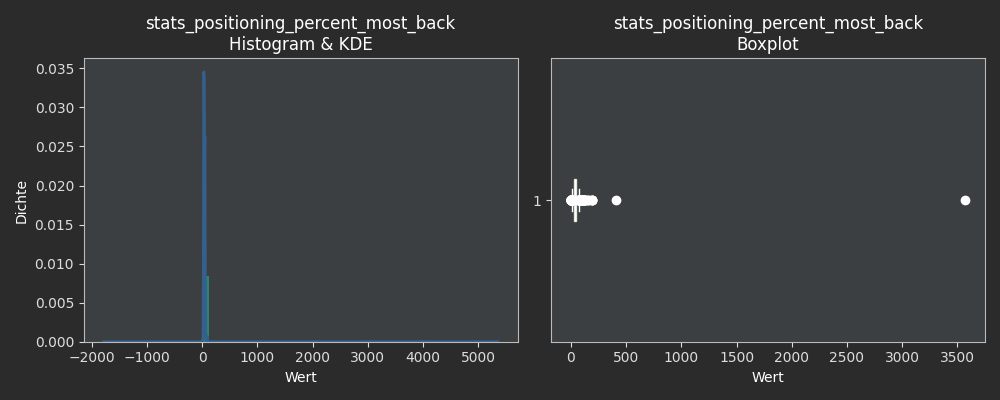 stats_positioning_percent_most_back
Histogram & KDE
0.035
0.030
0.025
0.020
0.015
0.010
0.005
0.000
Dichte
−2000 −1000 0 1000 2000 3000 4000 5000
Wert
stats_positioning_percent_most_back
Boxplot
1
0 500 1000 1500 2000 2500 3000 3500
Wert